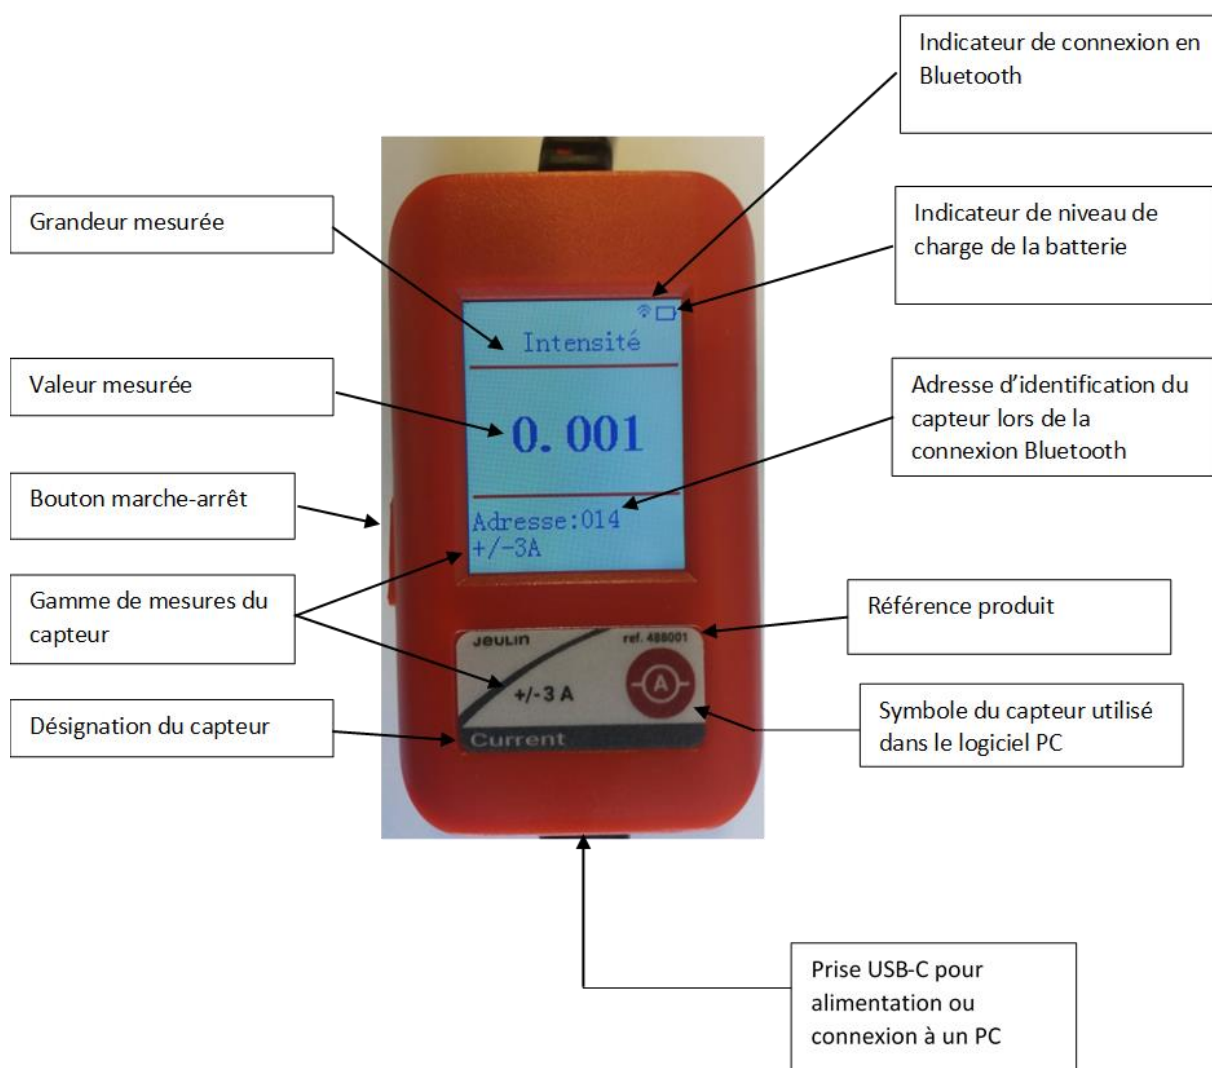 Indicateur de connexion en
Bluetooth
Grandeur mesurée
Indicateur de niveau de
charge de la batterie
Intensité
Valeur mesurée
0.001
Adresse d'identification du
capteur lors de la
connexion Bluetooth
Bouton marche-arrêt
Adresse:014
+/-3A
Gamme de mesures du
capteur
Référence produit
JEULIN
ref. 488001
+/-3 A
A
Désignation du capteur
Current
Symbole du capteur utilisé
dans le logiciel PC
Prise USB-C pour
alimentation ou
connexion à un PC